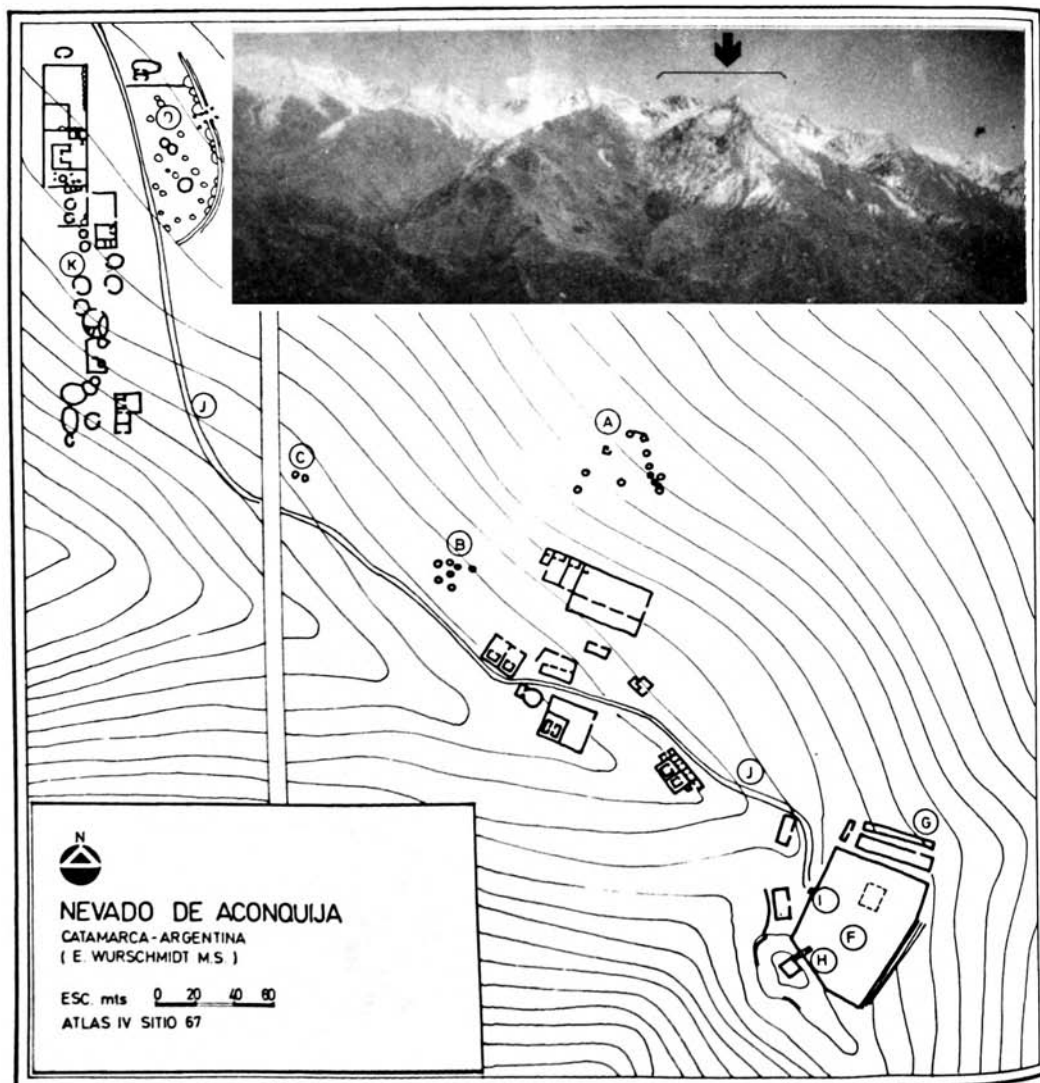 C
?
K
J
C
A
B
J
G
I
F
H
N
NEVADO DE ACONQUIJA
CATAMARCA-ARGENTINA
( E. WURSCHMIDT M.S. )
ESC. mts 0 20 40 60
ATLAS IV SITIO 67